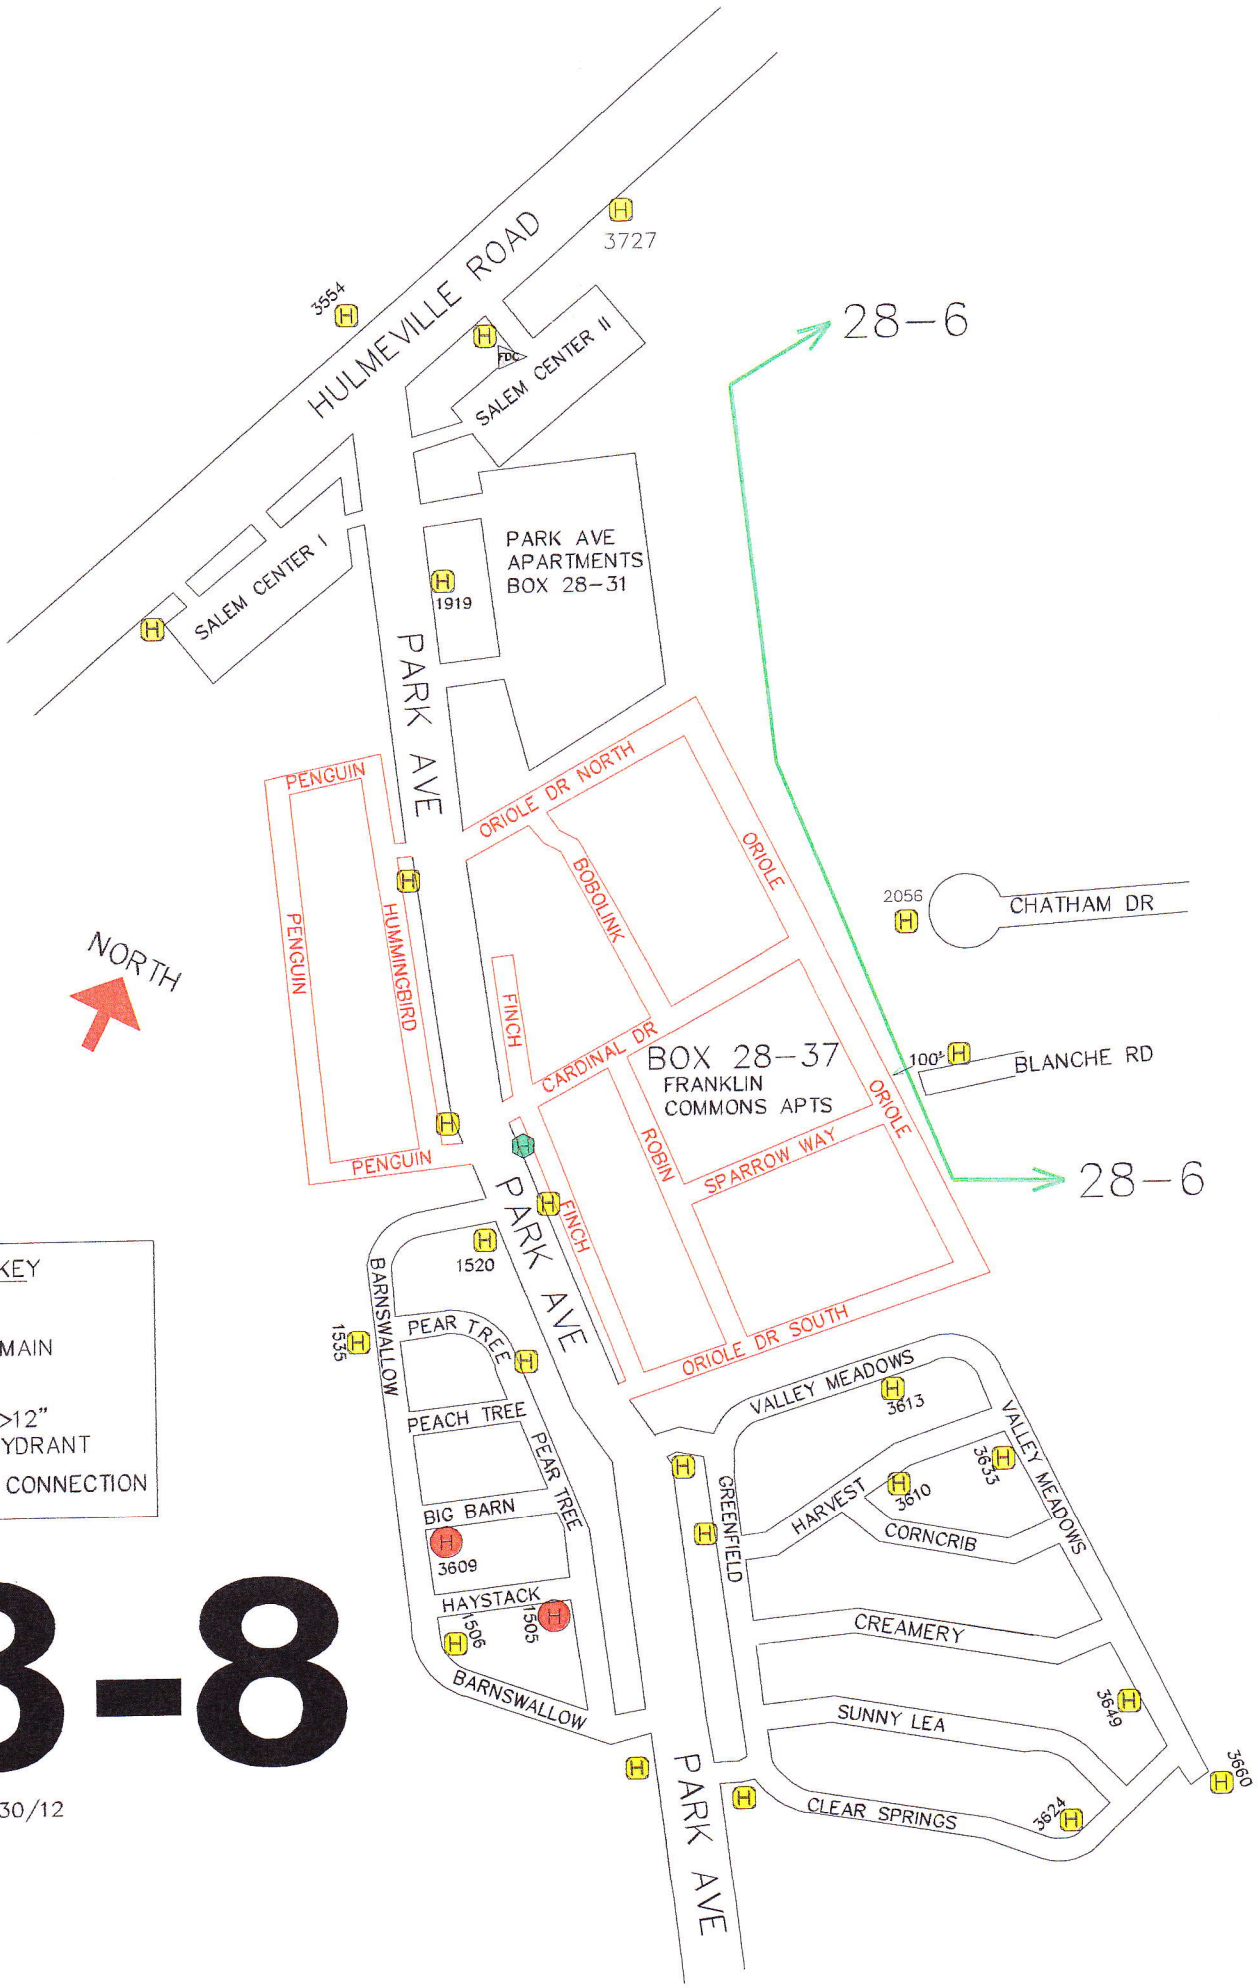 3727
3554
HULMEVILLE ROAD
H
H
H
FDC
28-6
SALEM CENTER II
PARK AVE
APARTMENTS
BOX 28-31
SALEM CENTER I
H
1919
H
PARK AVE
PENGUIN
ORIOLE DR NORTH
ORIOLE
BOBOLINK
H
2056
H
CHATHAM DR
PENGUIN
HUMMINGBIRD
NORTH
FINCH
CARDINAL DR
BOX 28-37
FRANKLIN
COMMONS APTS
100'
H
BLANCHE RD
ORIOLE
H
H
ROBIN
SPARROW WAY
PENGUIN
28-6
PARK AVE
H
FINCH
H
1520
KEY
MAIN
>12"
YDRANT
CONNECTION
BARNSWALLOW
1535
H
PEAR TREE
H
ORIOLE DR SOUTH
VALLEY MEADOWS
H
3613
PEACH TREE
PEAR TREE
VALLEY MEADOWS
H
3633
H
GREENFIELD
HARVEST
H
3610
BIG BARN
H
3609
H
CORNCRIB
HAYSTACK
1506
H
1505
H
CREAMERY
BARNSWALLOW
8-8
30/12
SUNNY LEA
3649
H
H
PARK AVE
H
CLEAR SPRINGS
3624
H
H
3660